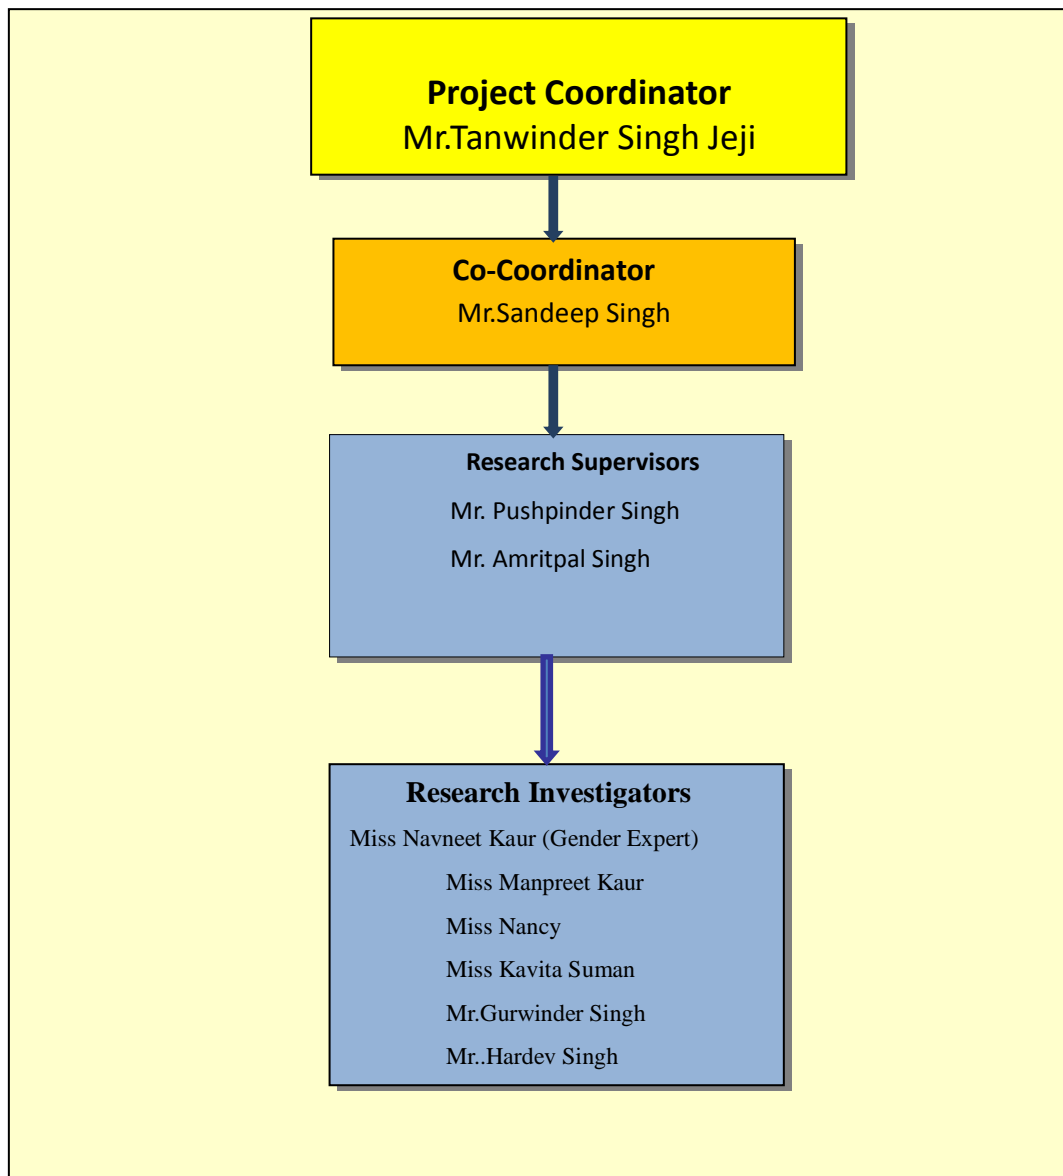 Project Coordinator
Mr.Tanwinder Singh Jeji
Co-Coordinator
Mr.Sandeep Singh
Research Supervisors
Mr. Pushpinder Singh
Mr. Amritpal Singh
Research Investigators
Miss Navneet Kaur (Gender Expert)
Miss Manpreet Kaur
Miss Nancy
Miss Kavita Suman
Mr.Gurwinder Singh
Mr..Hardev Singh